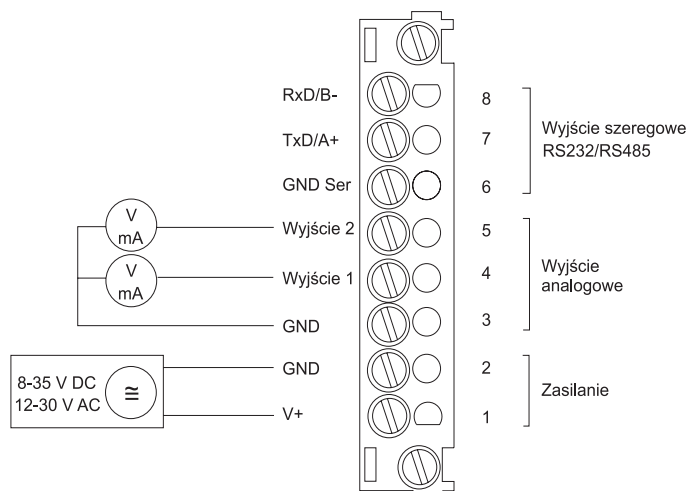 RxD/B- 8
TxD/A+ 7 Wyjście szeregowe
RS232/RS485
GND Ser 6
V
mA
Wyjście 2 5
V
mA
Wyjście 1 4 Wyjście
analogowe
GND 3
GND 2
8-35 V DC
12-30 V AC
≅
Zasilanie
V+ 1